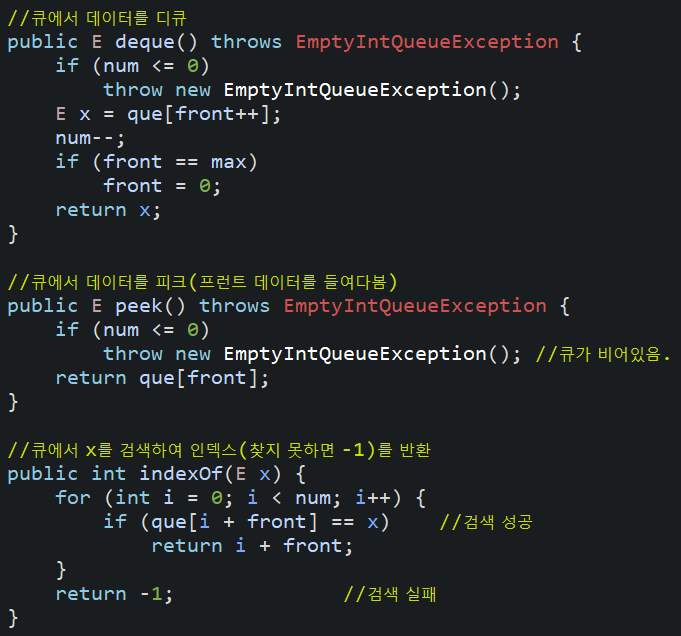 //큐에서 데이터를 디큐
public E deque() throws EmptyIntQueueException {
    if (num <= 0)
        throw new EmptyIntQueueException();
    E x = que[front++];
    num--;
    if (front == max)
        front = 0;
    return x;
}
//큐에서 데이터를 피크(프런트 데이터를 들여다봄)
public E peek() throws EmptyIntQueueException {
    if (num <= 0)
        throw new EmptyIntQueueException(); //큐가 비어있음.
    return que[front];
}
//큐에서 x를 검색하여 인덱스(찾지 못하면 -1)를 반환
public int indexOf(E x) {
    for (int i = 0; i < num; i++) {
        if (que[i + front] == x)    //검색 성공
            return i + front;
    }
    return -1;              //검색 실패
}